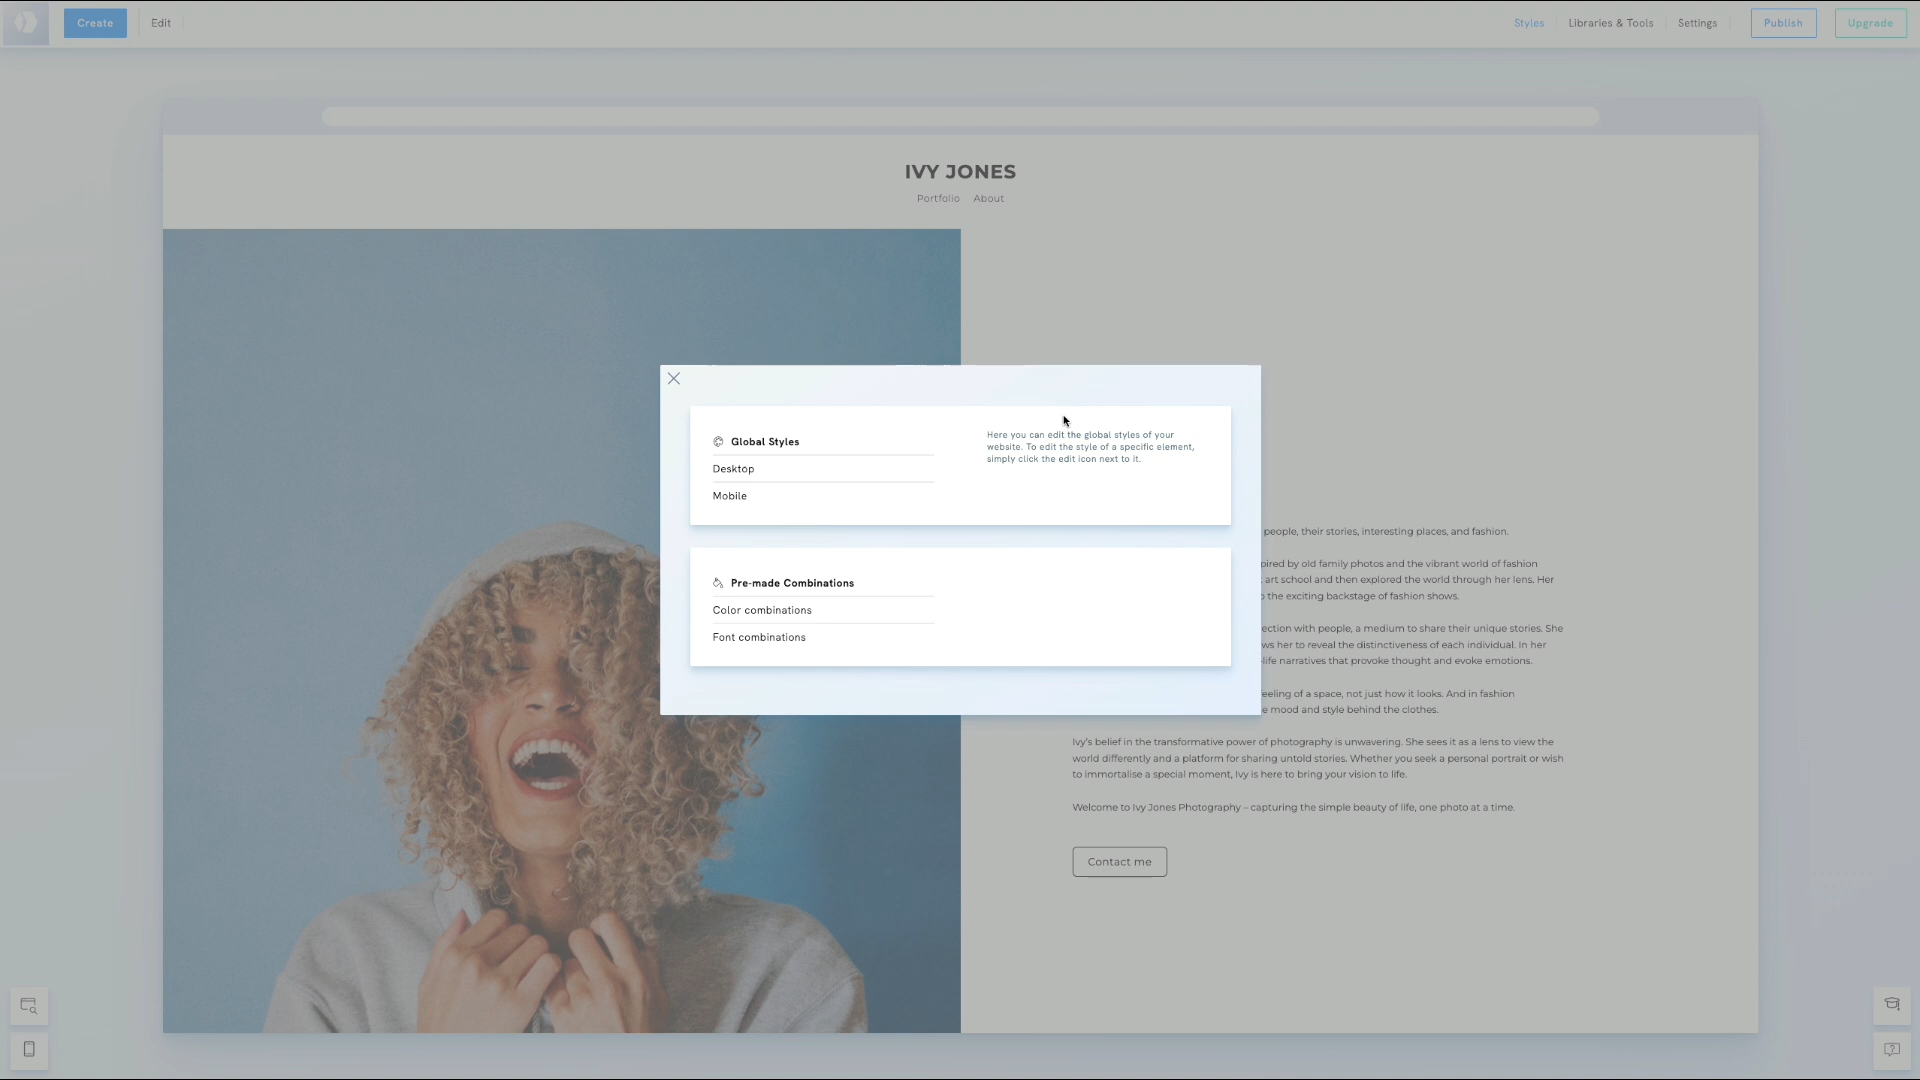 Create
Edit
Styles
Libraries & Tools
Settings
Publish
Upgrade
IVY JONES
Portfolio
About
Global Styles
Desktop
Mobile
Here you can edit the global styles of your
website. To edit the style of a specific element,
simply click the edit icon next to it.
Pre-made Combinations
Color combinations
Font combinations
people, their stories, interesting places, and fashion.
pired by old family photos and the vibrant world of fashion
art school and then explored the world through her lens. Her
the exciting backstage of fashion shows.
ection with people, a medium to share their unique stories. She
ws her to reveal the distinctiveness of each individual. In her
-life narratives that provoke thought and evoke emotions.
eeling of a space, not just how it looks. And in fashion
e mood and style behind the clothes.
Ivy's belief in the transformative power of photography is unwavering. She sees it as a lens to view the
world differently and a platform for sharing untold stories. Whether you seek a personal portrait or wish
to immortalise a special moment, Ivy is here to bring your vision to life.
Welcome to Ivy Jones Photography – capturing the simple beauty of life, one photo at a time.
Contact me